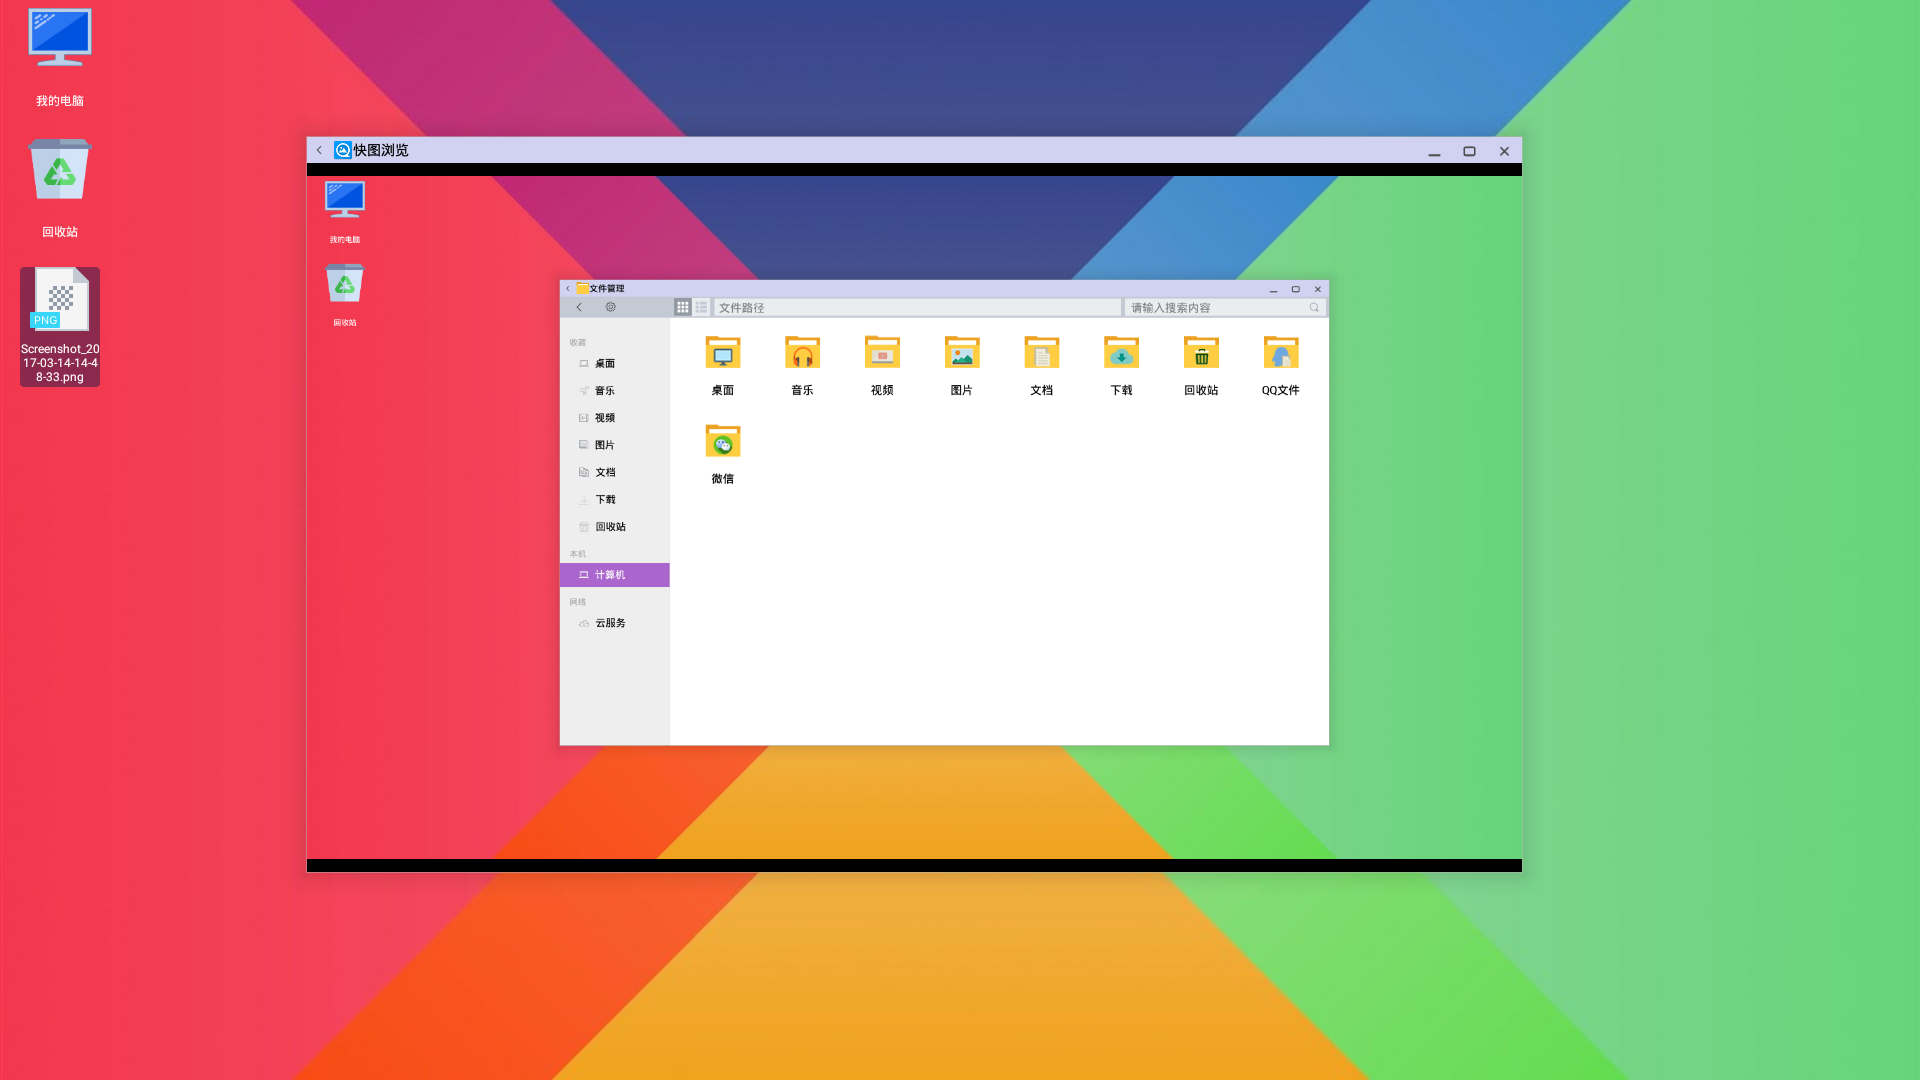 我的电脑
回收站
PNG
Screenshot_20
17-03-14-14-4
8-33.png
快图浏览
我的电脑
回收站
文件管理
文件路径
请输入搜索内容
收藏
桌面
音乐
视频
图片
文档
下载
回收站
本机
计算机
网络
云服务
桌面
音乐
视频
图片
文档
下载
回收站
QQ文件
微信